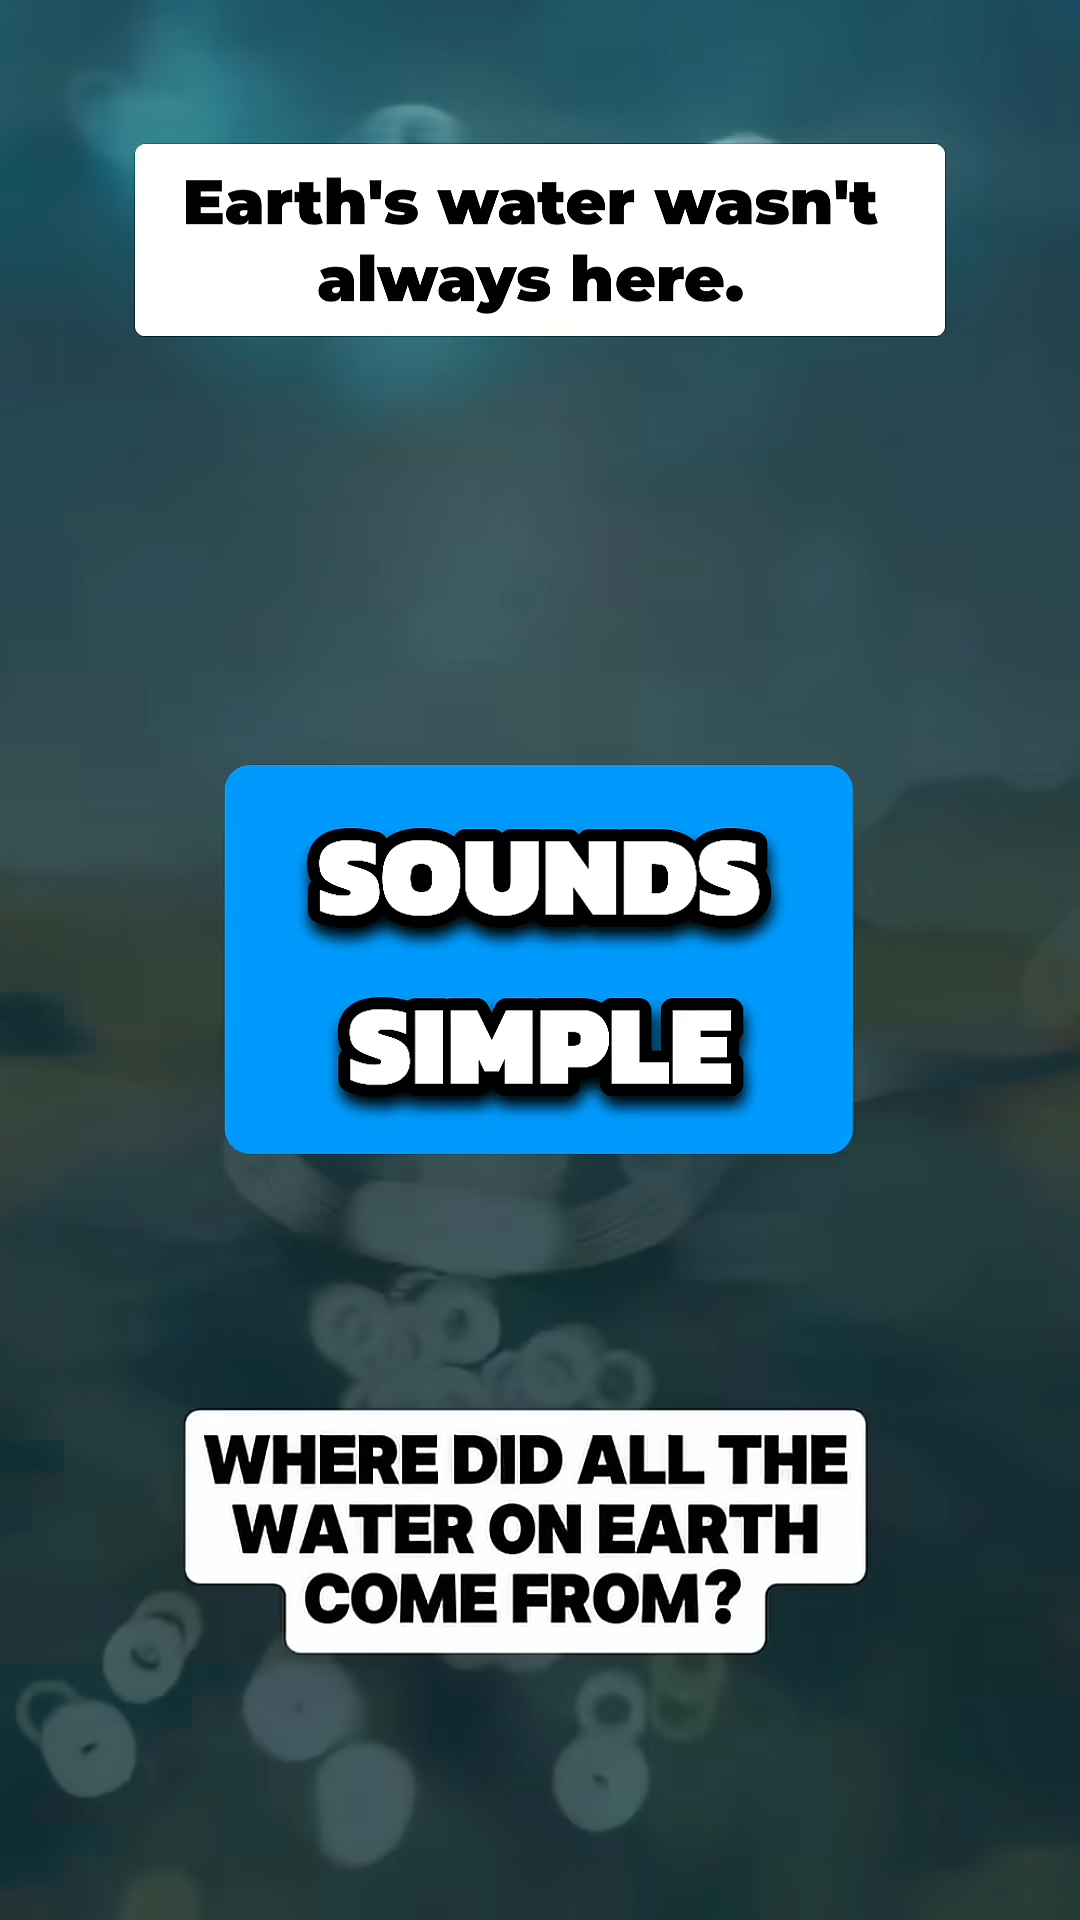 Earth's water wasn't
always here.
SOUNDS
SIMPLE
WHERE DID ALL THE
WATER ON EARTH
COME FROM?